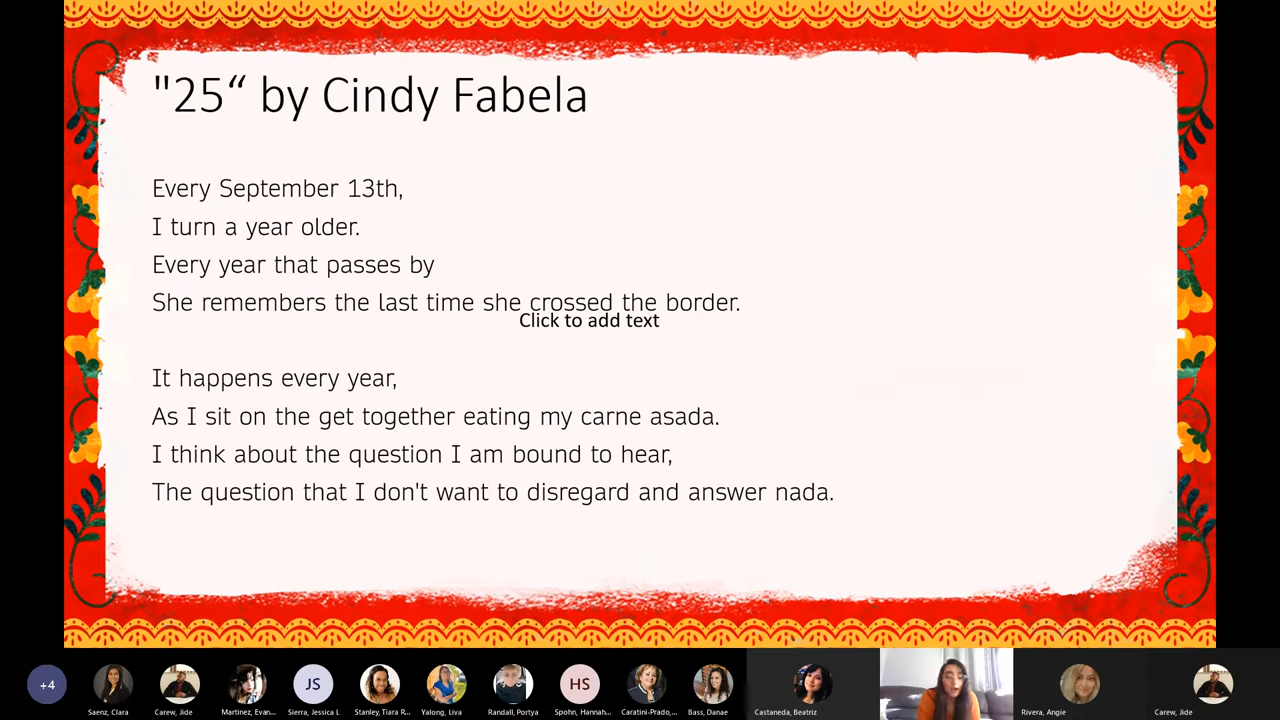 "25“ by Cindy Fabela
Every September 13th,
I turn a year older.
Every year that passes by
She remembers the last time she crossed the border.
Click to add text
It happens every year,
As I sit on the get together eating my carne asada.
I think about the question I am bound to hear,
The question that I don't want to disregard and answer nada.
+4
JS
HS
Saenz, Clara
Carew, Jide
Martinez, Evan...
Sierra, Jessica L
Stanley, Tiara R...
Yalong, Liva
Randall, Portya
Spohn, Hannah...
Caratini-Prado,...
Bass, Danae
Castaneda, Beatriz
Rivera, Angie
Carew, Jide